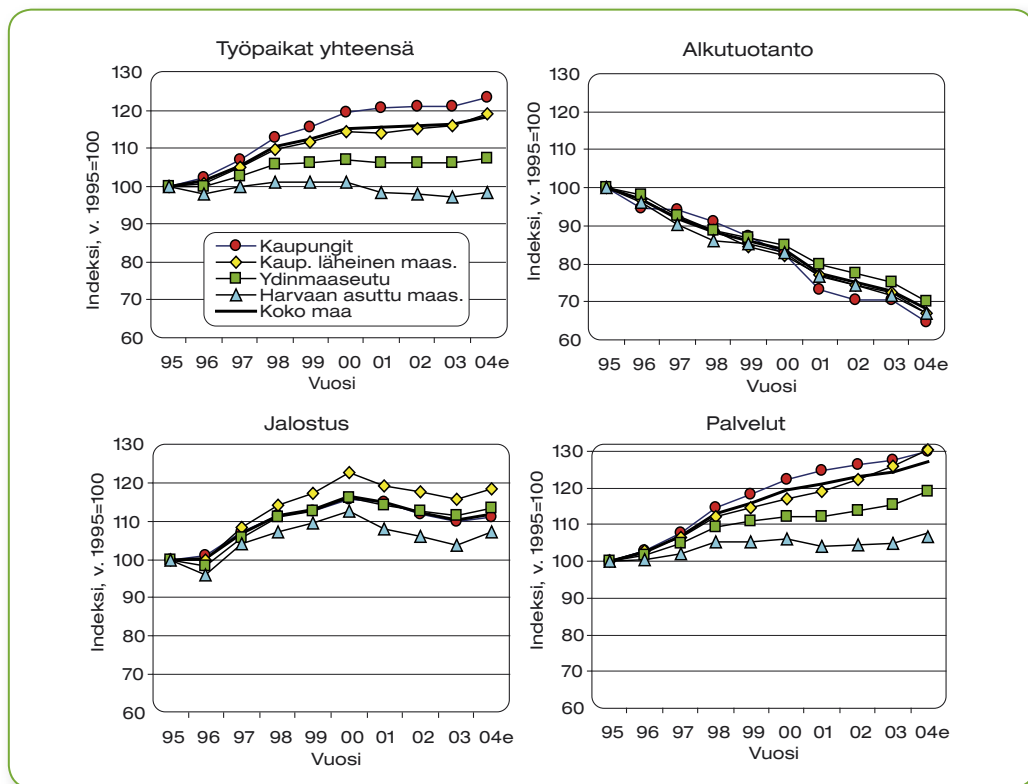 Työpaikat yhteensä
Indeksi, v. 1995=100
130
120
110
100
90
80
70
60
Kaupungit
Kaup. läheinen maas.
Ydinmaaseutu
Harvaan asuttu maas.
Koko maa
95 96 97 98 99 00 01 02 03 04e
Vuosi
Alkutuotanto
Indeksi, v. 1995=100
130
120
110
100
90
80
70
60
95 96 97 98 99 00 01 02 03 04e
Vuosi
Jalostus
Indeksi, v. 1995=100
130
120
110
100
90
80
70
60
95 96 97 98 99 00 01 02 03 04e
Vuosi
Palvelut
Indeksi, v. 1995=100
130
120
110
100
90
80
70
60
95 96 97 98 99 00 01 02 03 04e
Vuosi